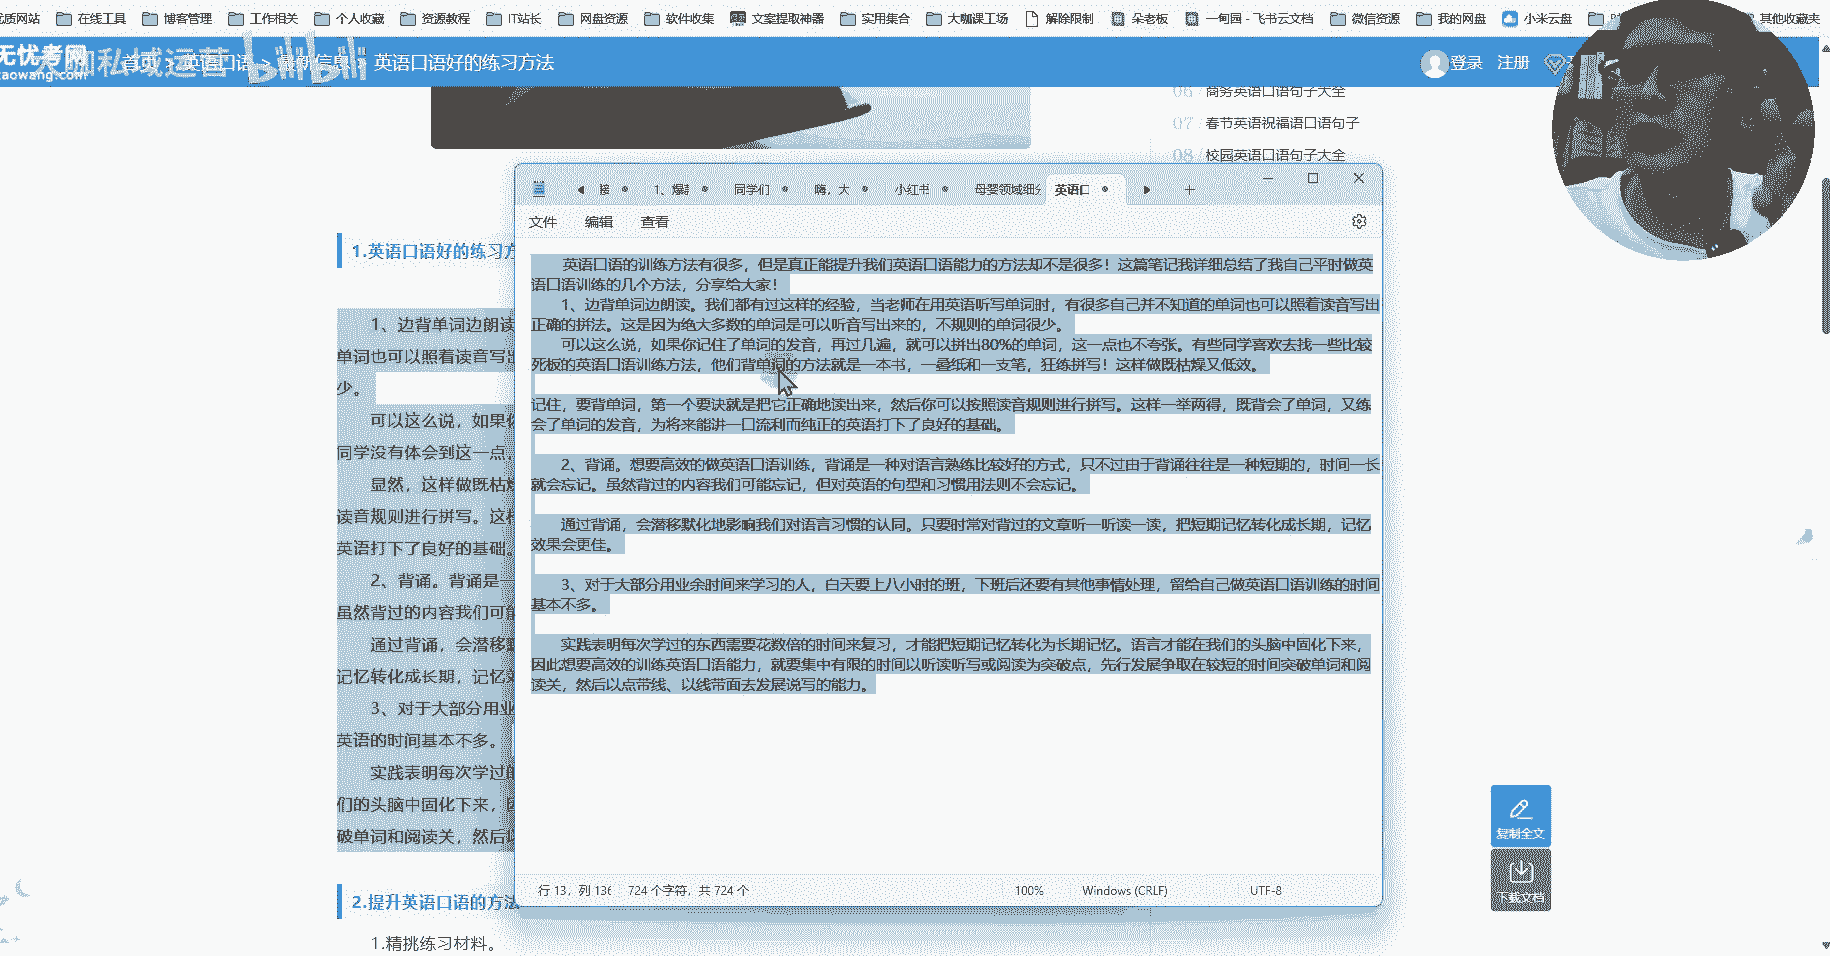 优质网站 在线工具 博客管理 工作相关 个人收藏 资源教程 IT站长 网盘资源 软件收集 文案提取神器 实用集合 大咖课工场 解除限制 朵老板 一甸园 - 飞书云文档 微信资源 我的网盘 小米云盘 其他收藏夹
无忧考网 私域运营 bilibili
首页 > 英语口语 > 最新信息 > 英语口语好的练习方法 登录 注册
06 / 商务英语口语句子大全
07 / 春节英语祝福语口语句子
08 / 校园英语口语句子大全
1.英语口语好的练习方
1、边背单词边朗读
单词也可以照着读音写出
少。
可以这么说，如果你
同学没有体会到这一点，
显然，这样做既枯燥
读音规则进行拼写。这样
英语打下了良好的基础。
2、背诵。背诵是一
虽然背过的内容我们可能
通过背诵，会潜移默
记忆转化成长期，记忆效
3、对于大部分用业
英语的时间基本不多。
实践表明每次学过的
们的头脑中固化下来，因
破单词和阅读关，然后以
2.提升英语口语的方法
1.精挑练习材料。
1、爆款 同学们 嗨，大 小红书 母婴领域细分 英语口
文件 编辑 查看
英语口语的训练方法有很多，但是真正能提升我们英语口语能力的方法却不是很多！这篇笔记我详细总结了我自己平时做英
语口语训练的几个方法，分享给大家！
1、边背单词边朗读。我们都有过这样的经验，当老师在用英语听写单词时，有很多自己并不知道的单词也可以照着读音写出
正确的拼法。这是因为绝大多数的单词是可以听音写出来的，不规则的单词很少。
可以这么说，如果你记住了单词的发音，再过几遍，就可以拼出80%的单词，这一点也不夸张。有些同学喜欢去找一些比较
死板的英语口语训练方法，他们背单词的方法就是一本书，一叠纸和一支笔，狂练拼写！这样做既枯燥又低效。
记住，要背单词，第一个要诀就是把它正确地读出来，然后你可以按照读音规则进行拼写。这样一举两得，既背会了单词，又练
会了单词的发音，为将来能讲一口流利而纯正的英语打下了良好的基础。
2、背诵。想要高效的做英语口语训练，背诵是一种对语言熟练比较好的方式，只不过由于背诵往往是一种短期的，时间一长
就会忘记。虽然背过的内容我们可能忘记，但对英语的句型和习惯用法则不会忘记。
通过背诵，会潜移默化地影响我们对语言习惯的认同。只要时常对背过的文章听一听读一读，把短期记忆转化成长期，记忆
效果会更佳。
3、对于大部分用业余时间来学习的人，白天要上八小时的班，下班后还要有其他事情处理，留给自己做英语口语训练的时间
基本不多。
实践表明每次学过的东西需要花数倍的时间来复习，才能把短期记忆转化为长期记忆。语言才能在我们的头脑中固化下来，
因此想要高效的训练英语口语能力，就要集中有限的时间以听读听写或阅读为突破点，先行发展争取在较短的时间突破单词和阅
读关，然后以点带线、以线带面去发展说写的能力。
行 13，列 136 724 个字符，共 724 个 100% Windows (CRLF) UTF-8
复制全文
下载文档